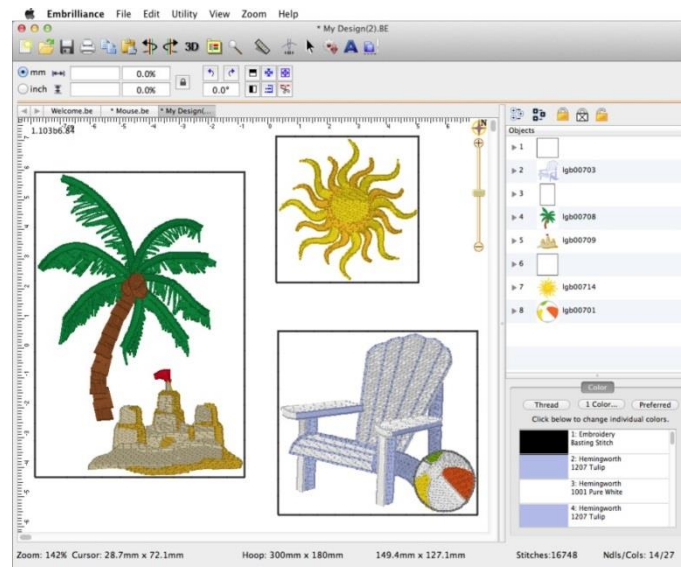 Embrilliance File Edit Utility View Zoom Help
* My Design(2).BE
3D A
mm 0.0%
inch 0.0% 0.0°
Welcome.be * Mouse.be * My Design(...
1.103b6.84
N
Objects
1
2 lgb00703
3
4 lgb00708
5 lgb00709
6
7 lgb00714
8 lgb00701
Color
Thread 1 Color... Preferred
Click below to change individual colors.
1: Embroidery
Basting Stitch
2: Hemingworth
1207 Tulip
3: Hemingworth
1001 Pure White
4: Hemingworth
1207 Tulip
Zoom: 142% Cursor: 28.7mm x 72.1mm Hoop: 300mm x 180mm 149.4mm x 127.1mm Stitches:16748 Ndls/Cols: 14/27